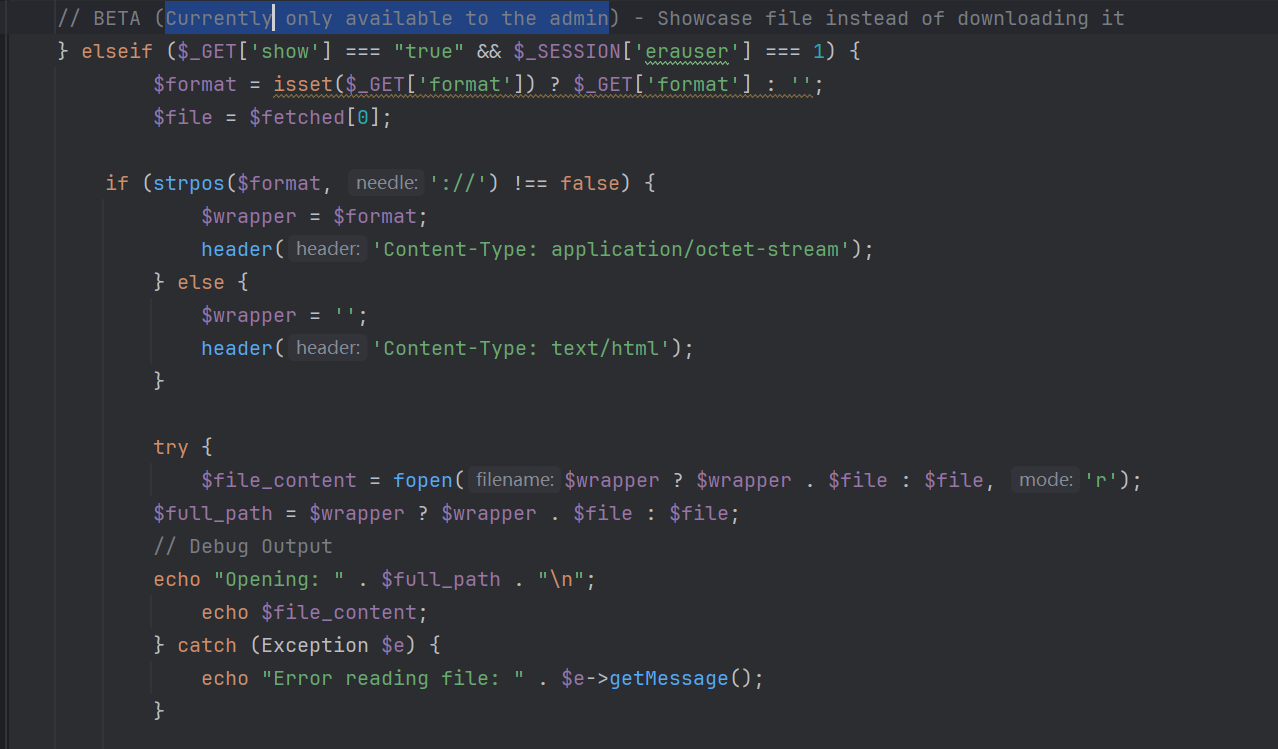 // BETA (Currently only available to the admin) - Showcase file instead of downloading it
} elseif ($_GET['show'] === "true" && $_SESSION['erauser'] === 1) {
$format = isset($_GET['format']) ? $_GET['format'] : '';
$file = $fetched[0];
if (strpos($format, needle: '://') !== false) {
$wrapper = $format;
header( header: 'Content-Type: application/octet-stream');
} else {
$wrapper = '';
header( header: 'Content-Type: text/html');
}
try {
$file_content = fopen( filename: $wrapper ? $wrapper . $file : $file, mode: 'r');
$full_path = $wrapper ? $wrapper . $file : $file;
// Debug Output
echo "Opening: " . $full_path . "\n";
echo $file_content;
} catch (Exception $e) {
echo "Error reading file: " . $e->getMessage();
}